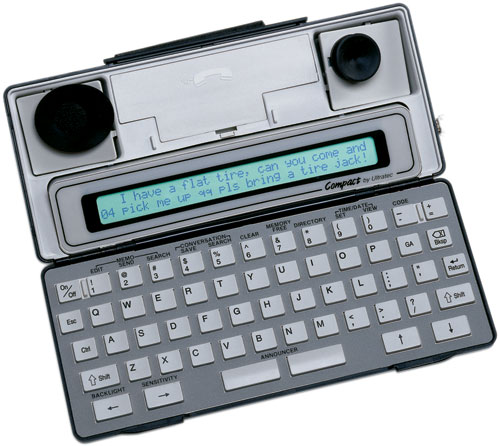 I have a flat tire, can you come and
04 pick me up qq pls bring a tire jack!
Compact by Ultratec
EDIT MEMO SEND SEARCH CONVERSATION SAVE SEARCH CLEAR MEMORY FREE DIRECTORY TIME/DATE SET VIEW CODE
On/Off ! 1 @ 2 # 3 $ 4 % 5 ^ 6 & 7 * 8 ( 9 ) 0 - + =
Esc Q W E R T Y U I O P GA Bksp
Ctrl A S D F G H J K L : ; " ' Return
Shift Z X C V B N M < , > . ? / Shift
BACKLIGHT SENSITIVITY ANNOUNCER
← → ↑ ↓